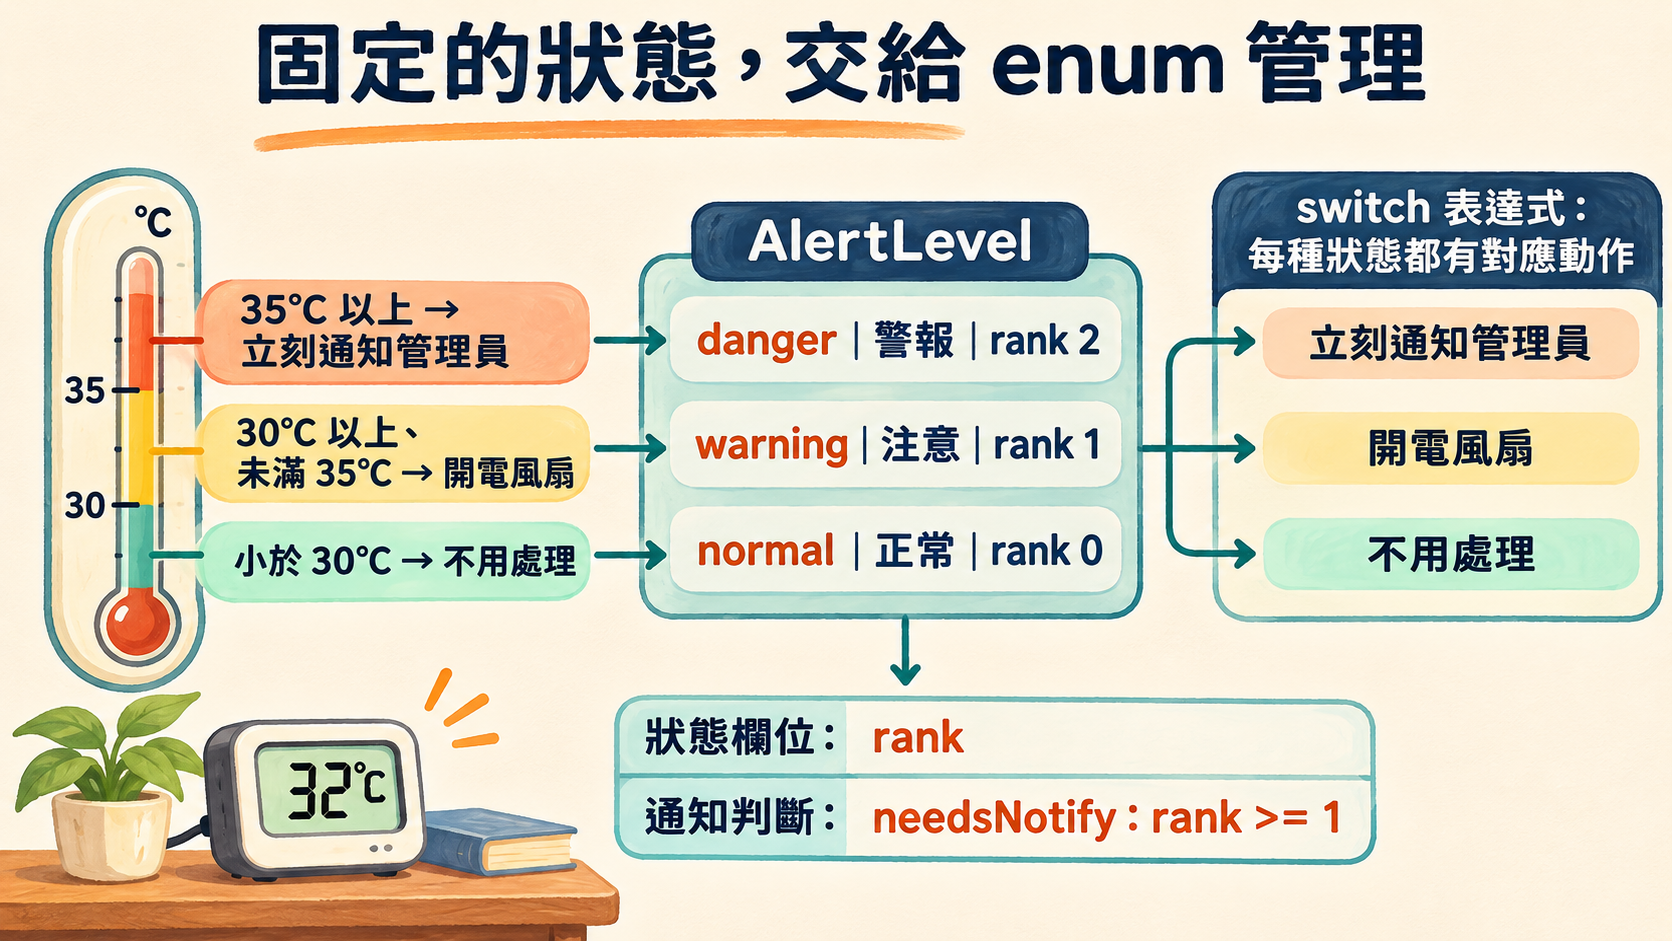 固定的狀態，交給 enum 管理
°C
35
30
35°C 以上 →
立刻通知管理員
30°C 以上、
未滿 35°C → 開電風扇
小於 30°C → 不用處理
AlertLevel
danger | 警報 | rank 2
warning | 注意 | rank 1
normal | 正常 | rank 0
switch 表達式：
每種狀態都有對應動作
立刻通知管理員
開電風扇
不用處理
狀態欄位： rank
通知判斷： needsNotify：rank >= 1
32°C